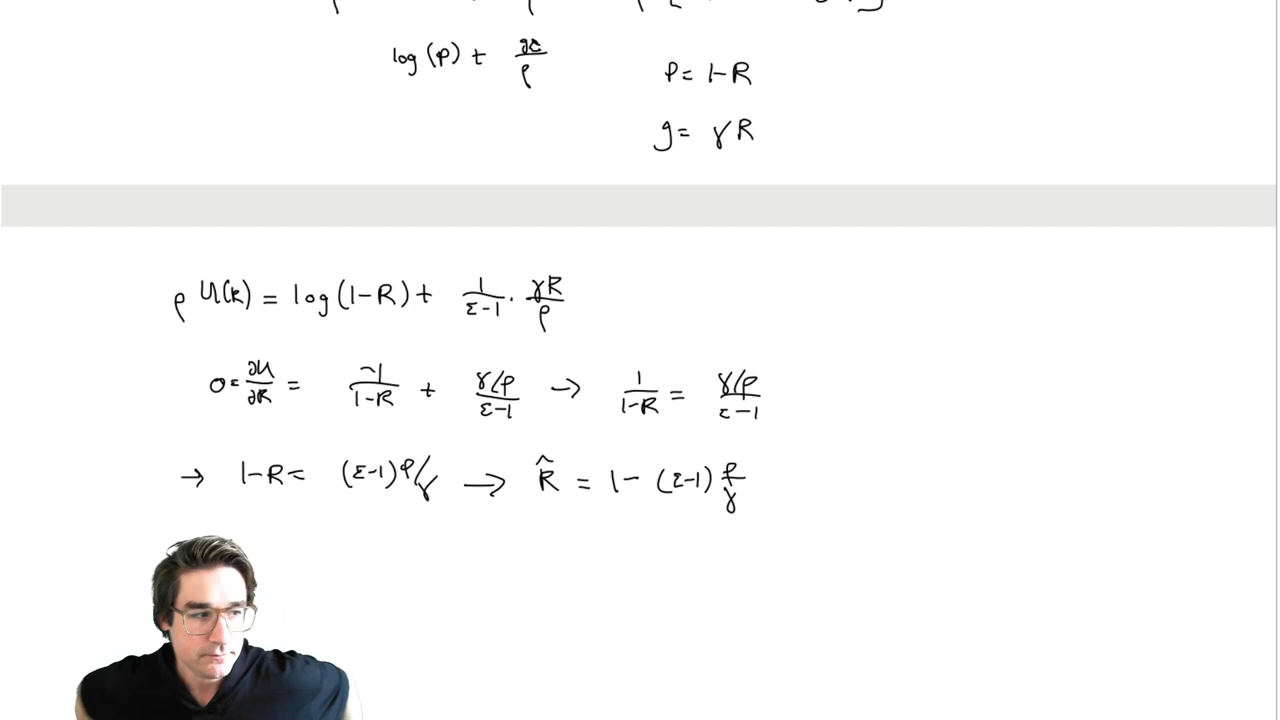 log(P) + gc/ρ
P = 1-R
g = γR
ρ U(R) = log(1-R) + 1/(ε-1) · γR/ρ
0 = ∂U/∂R = -1/(1-R) + (γ/ρ)/(ε-1) → 1/(1-R) = (γ/ρ)/(ε-1)
→ 1-R = (ε-1) ρ/γ → R̂ = 1 - (ε-1) ρ/γ